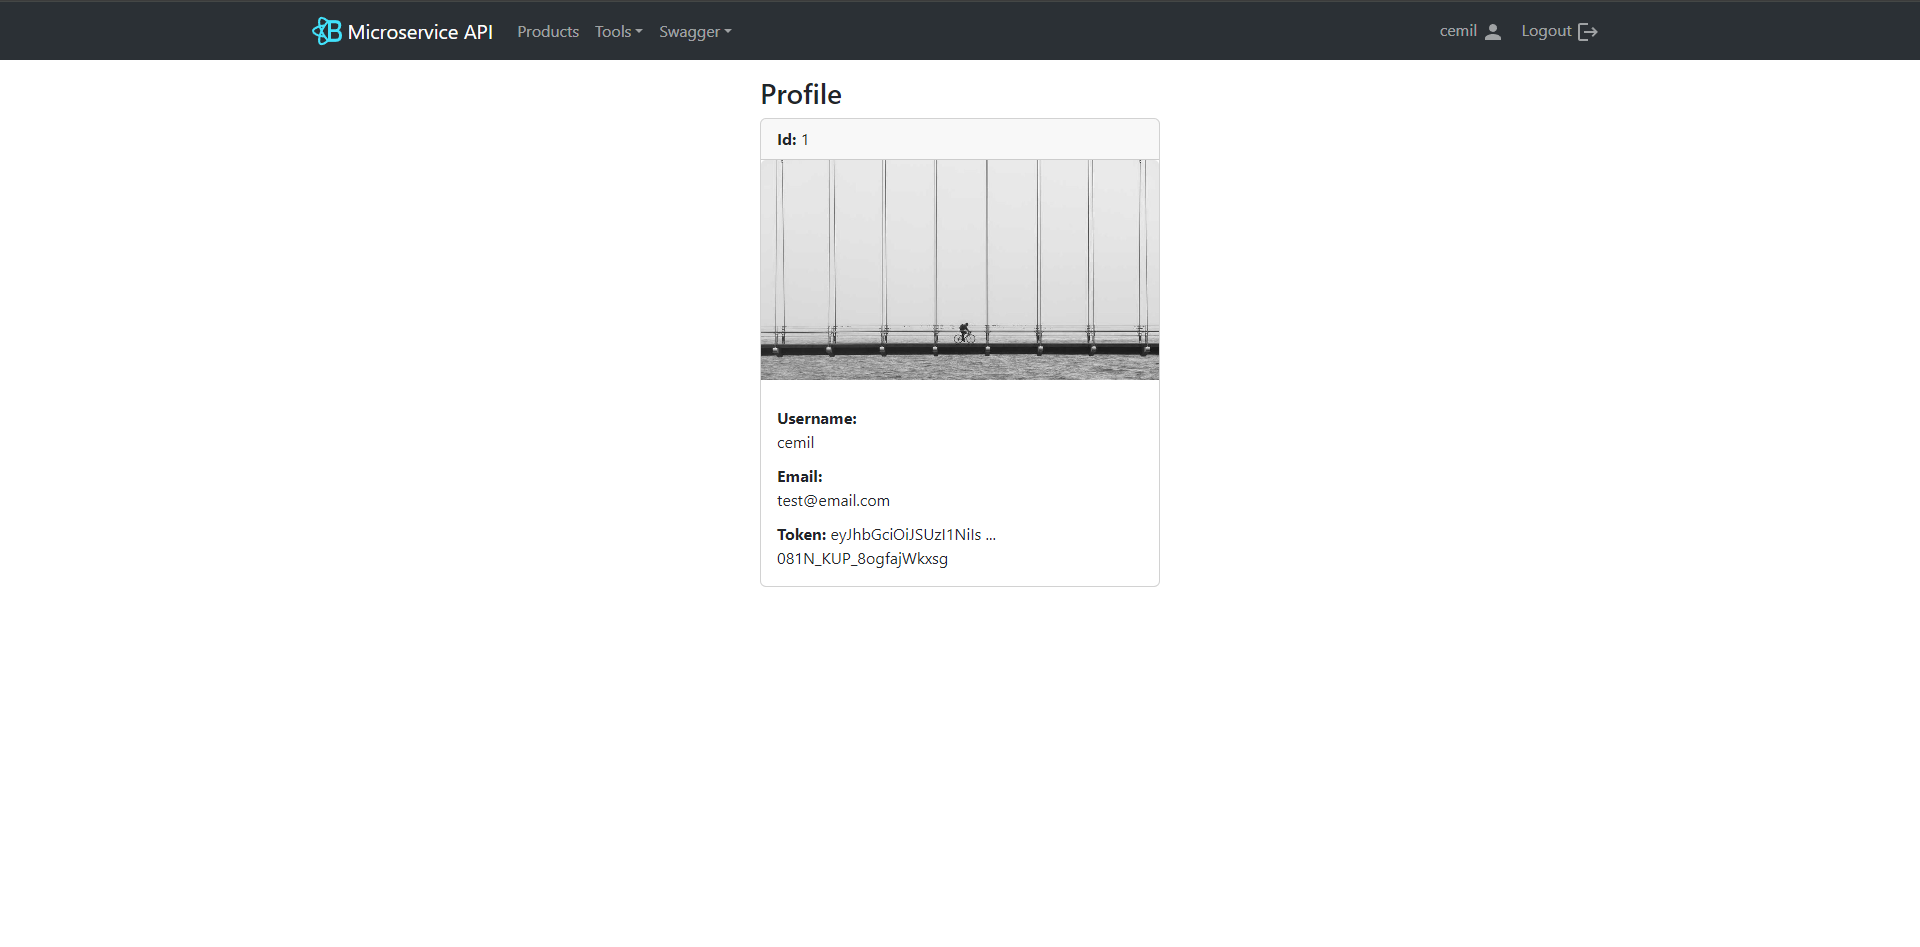 Microservice API Products Tools Swagger cemil Logout
Profile
Id: 1
Username:
cemil
Email:
test@email.com
Token: eyJhbGciOiJSUzI1NiIs ...
081N_KUP_8ogfajWkxsg